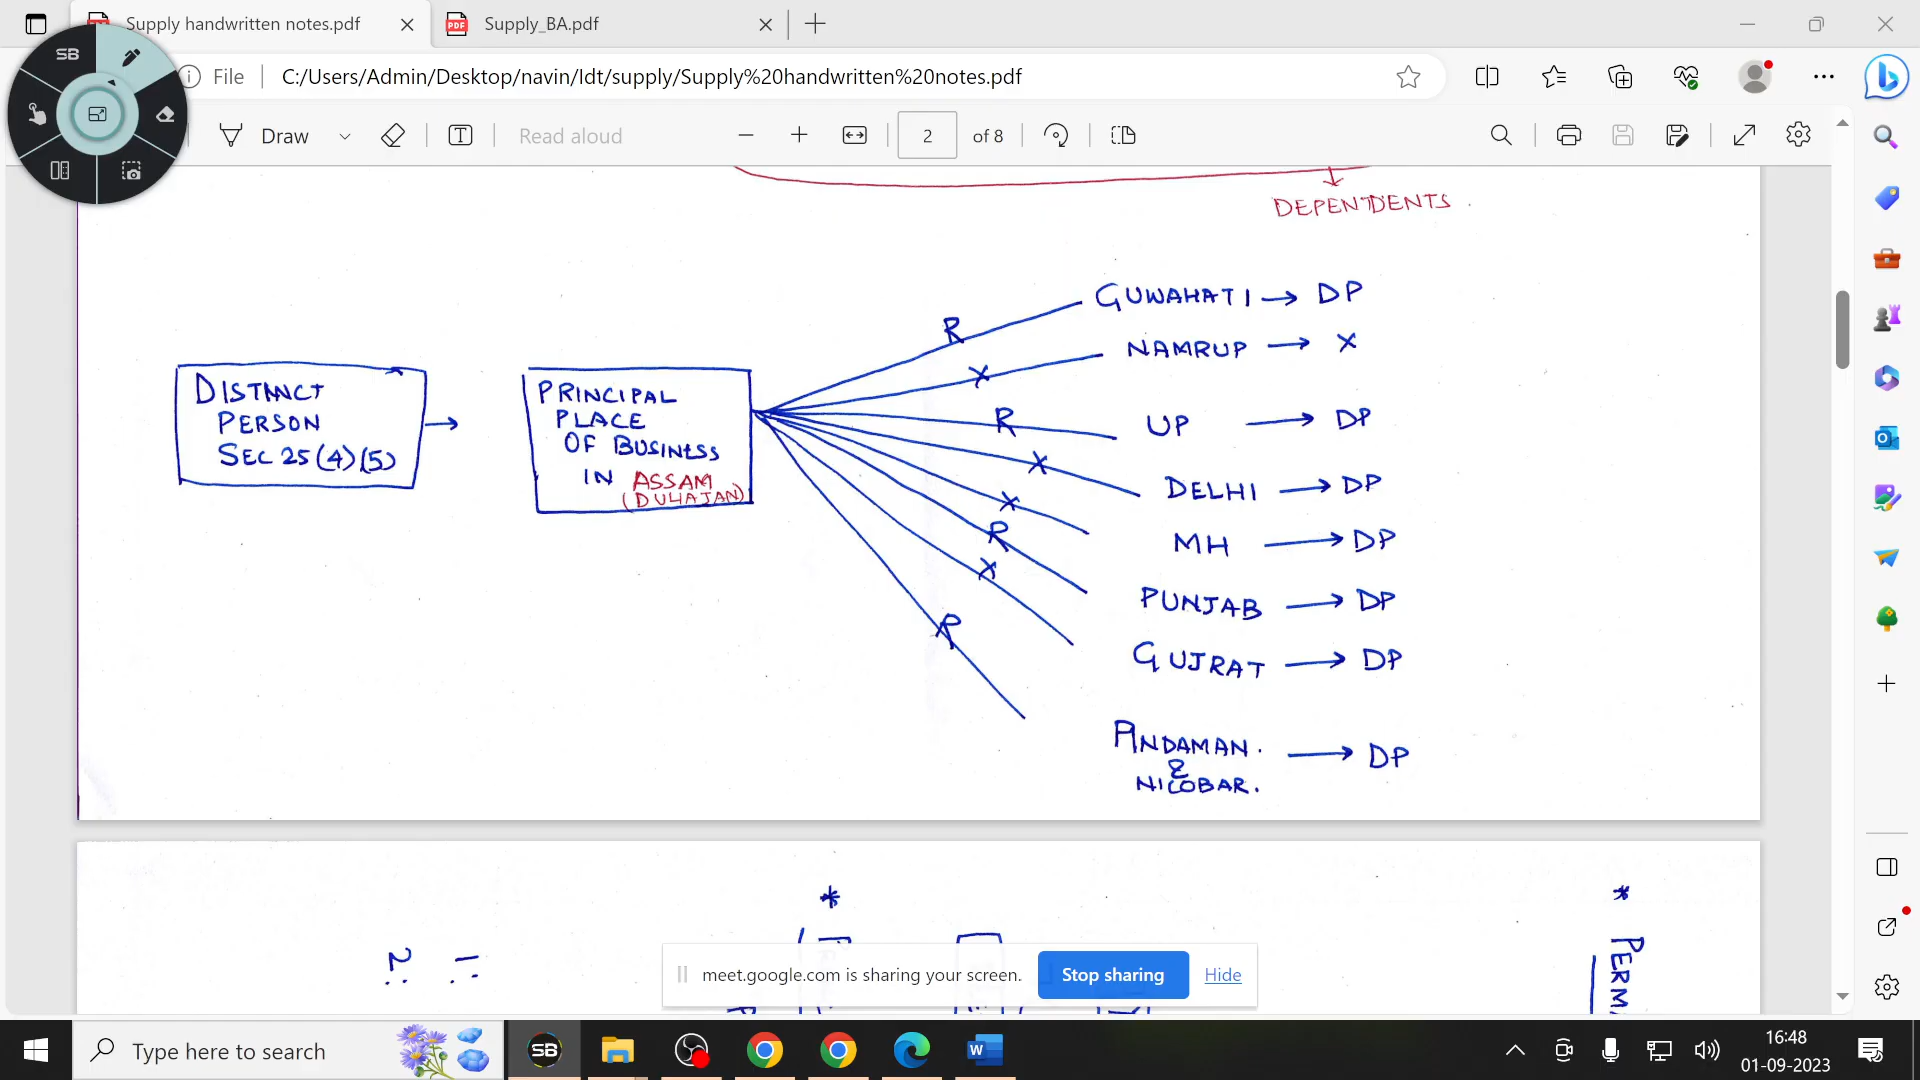 Supply handwritten notes.pdf
Supply_BA.pdf
SB
File
C:/Users/Admin/Desktop/navin/Idt/supply/Supply%20handwritten%20notes.pdf
Draw
Read aloud
2
of 8
DEPENTDENTS
GUWAHATI → DP
R
NAMRUP → X
X
DISTINCT
PERSON
SEC 25 (4)(5)
→
PRINCIPAL
PLACE
OF BUSINESS
IN ASSAM
(DULIAJAN)
R
UP → DP
X
DELHI → DP
X
MH → DP
R
PUNJAB → DP
X
GUJRAT → DP
R
ANDAMAN.
&
NICOBAR.
→ DP
meet.google.com is sharing your screen.
Stop sharing
Hide
Type here to search
SB
16:48
01-09-2023